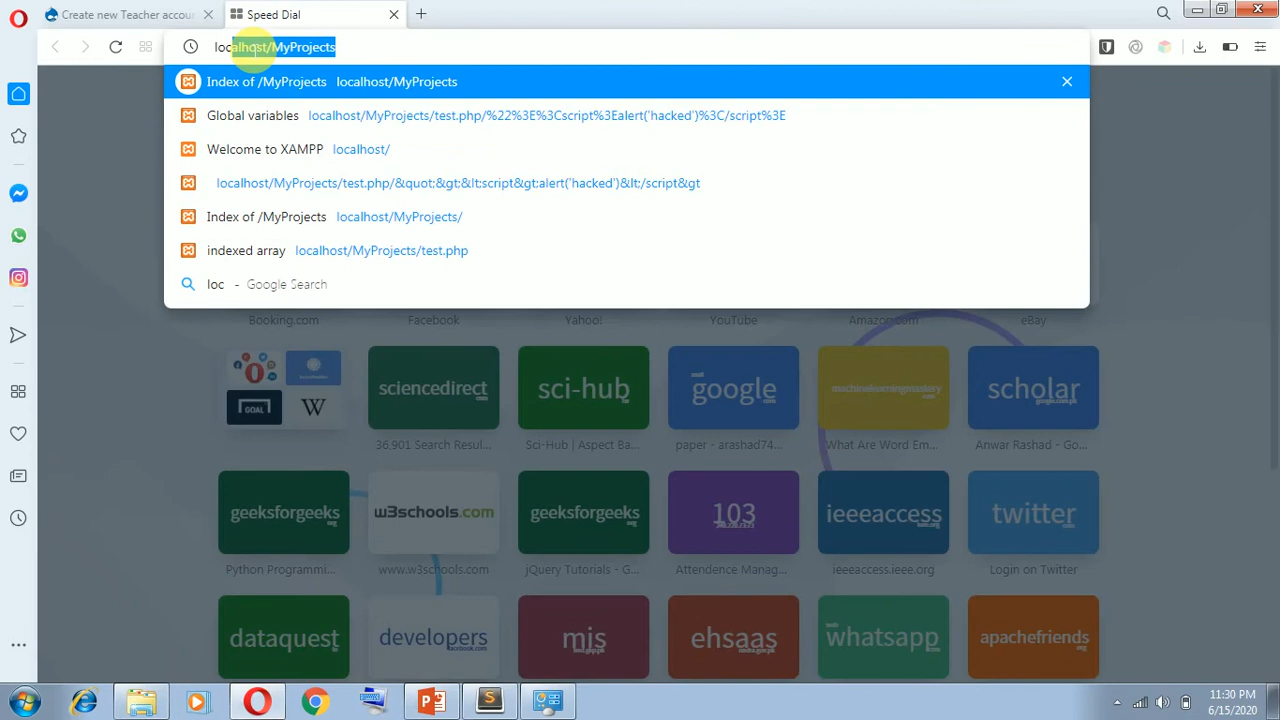 Create new Teacher accou
Speed Dial
localhost/MyProjects
Index of /MyProjects localhost/MyProjects
Global variables localhost/MyProjects/test.php/%22%3E%3Cscript%3Ealert('hacked')%3C/script%3E
Welcome to XAMPP localhost/
localhost/MyProjects/test.php/&quot;&gt;&lt;script&gt;alert('hacked')&lt;/script&gt
Index of /MyProjects localhost/MyProjects/
indexed array localhost/MyProjects/test.php
loc - Google Search
Booking.com Facebook Yahoo! YouTube Amazon.com eBay
GOAL W
sciencedirect
sci-hub
google
machinelearningmastery
scholar
36,901 Search Resul...
Sci-Hub | Aspect Ba...
paper - arashad74...
What Are Word Em...
Anwar Rashad - Go...
geeksforgeeks
w3schools.com
geeksforgeeks
103
ieeeaccess
twitter
Python Programmi...
www.w3schools.com
jQuery Tutorials - G...
Attendence Manag...
ieeeaccess.ieee.org
Login on Twitter
dataquest
developers
mis
ehsaas
whatsapp
apachefriends
11:30 PM
6/15/2020